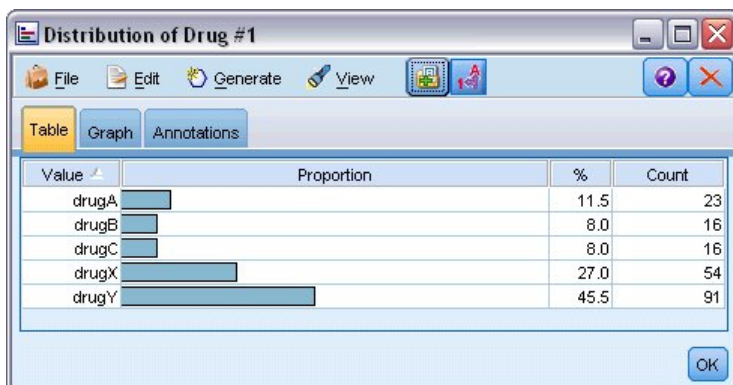 Distribution of Drug #1
File Edit Generate View
Table Graph Annotations
Value Proportion % Count
drugA 11.5 23
drugB 8.0 16
drugC 8.0 16
drugX 27.0 54
drugY 45.5 91
OK